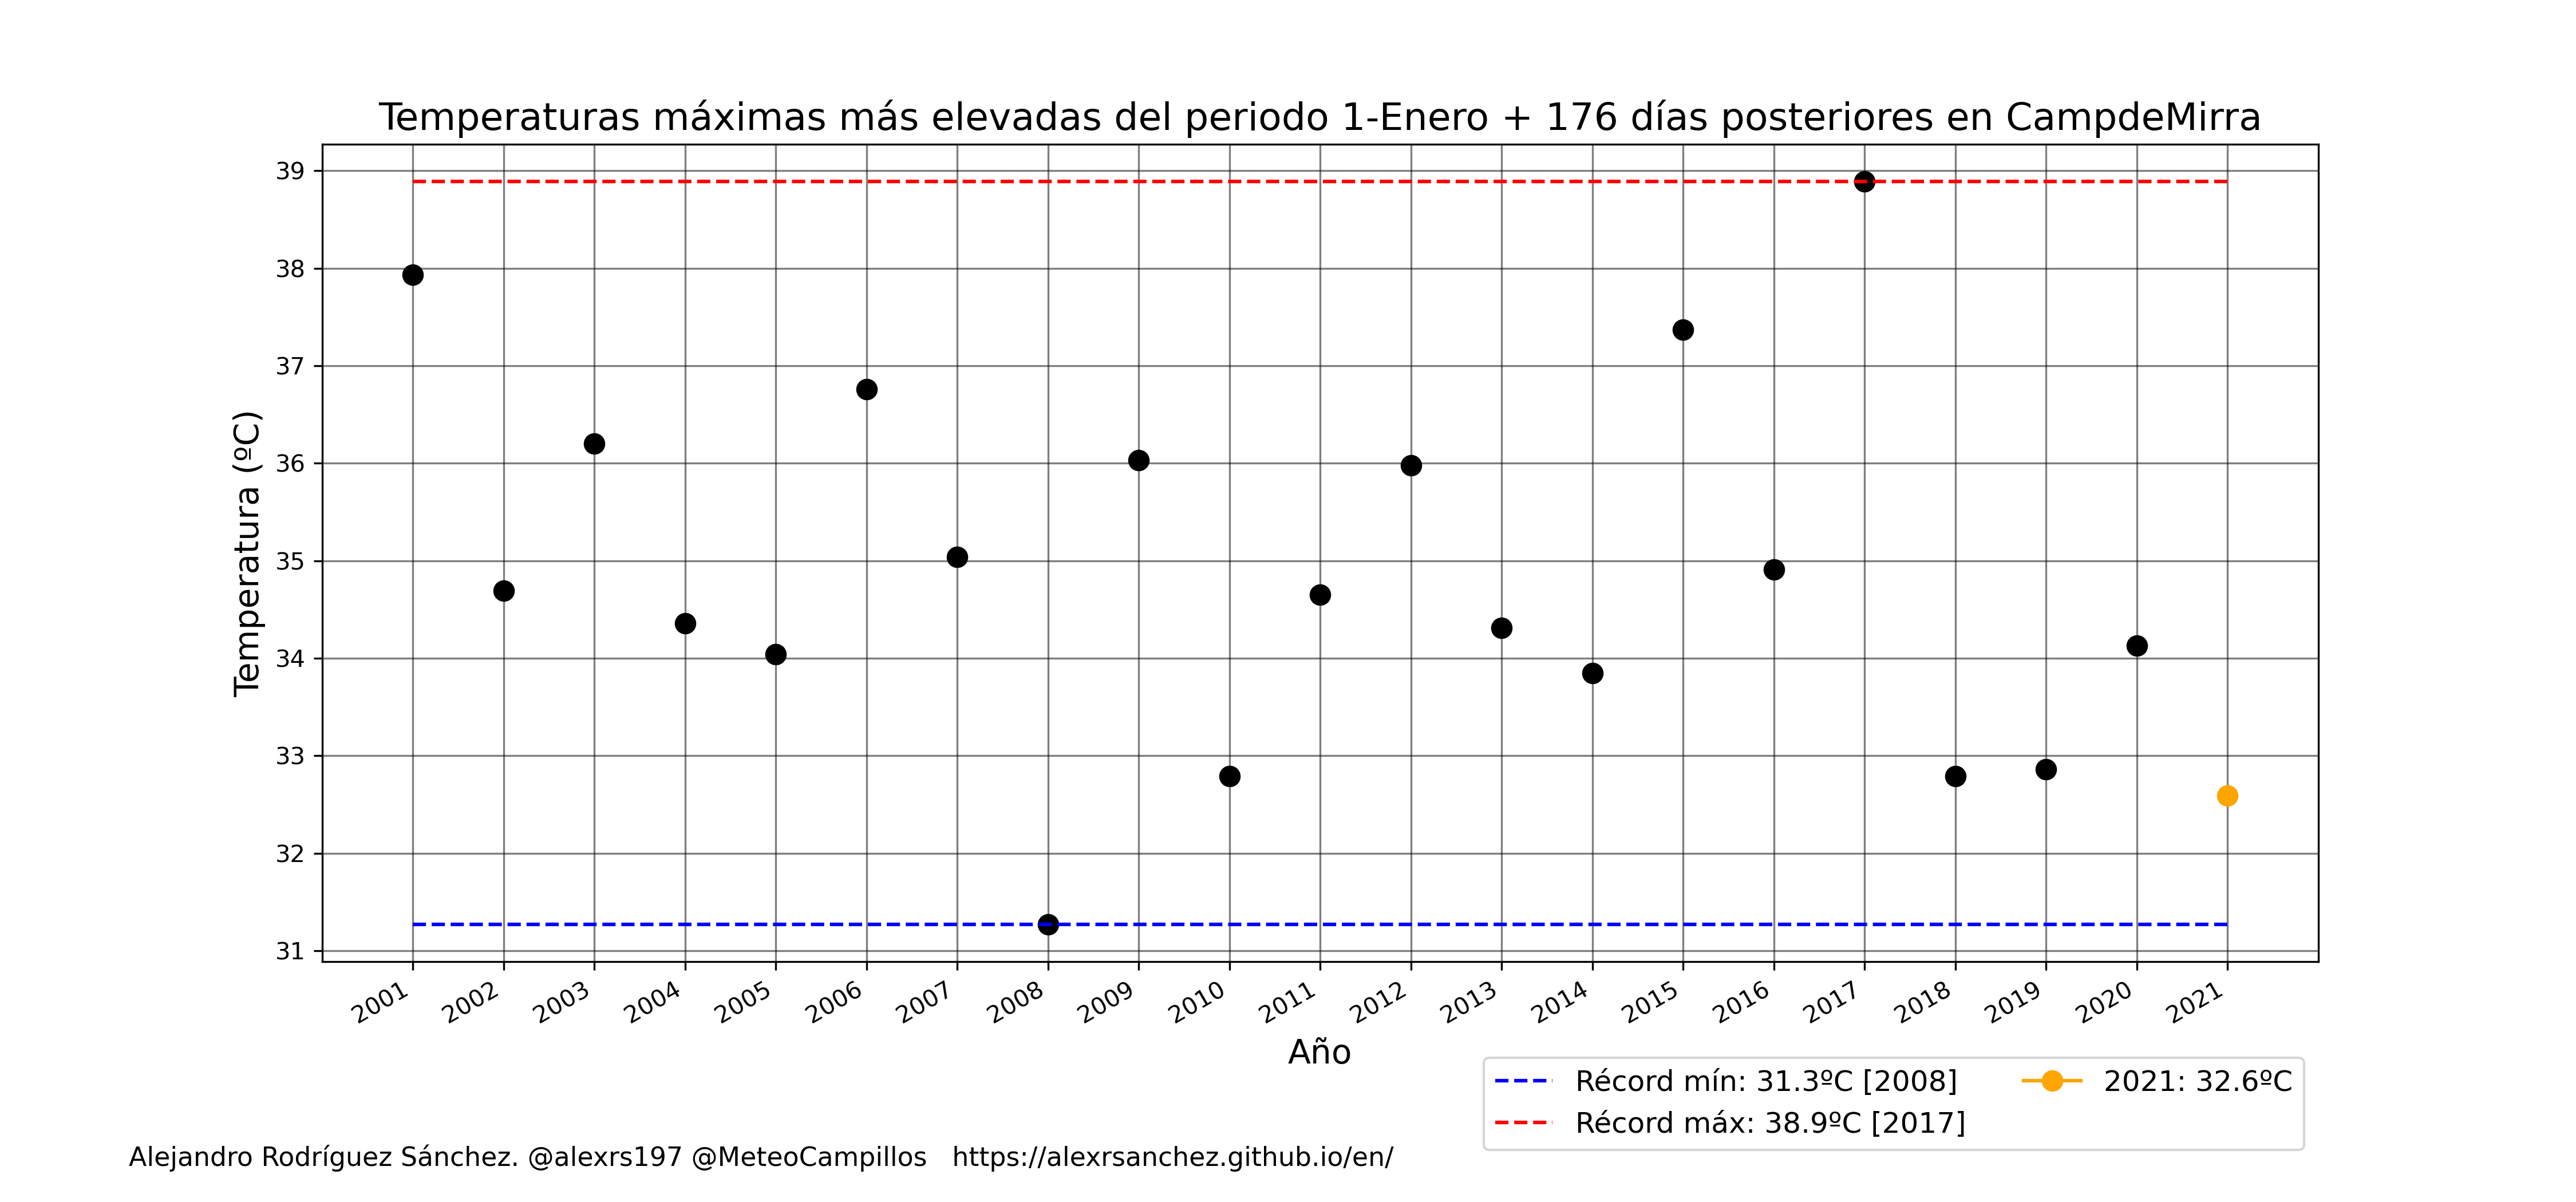 Temperaturas máximas más elevadas del periodo 1-Enero + 176 días posteriores en CampdeMirra
Temperatura (ºC)
39
38
37
36
35
34
33
32
31
2001 2002 2003 2004 2005 2006 2007 2008 2009 2010 2011 2012 2013 2014 2015 2016 2017 2018 2019 2020 2021
Año
Récord mín: 31.3ºC [2008]
Récord máx: 38.9ºC [2017]
2021: 32.6ºC
Alejandro Rodríguez Sánchez. @alexrs197 @MeteoCampillos https://alexrsanchez.github.io/en/